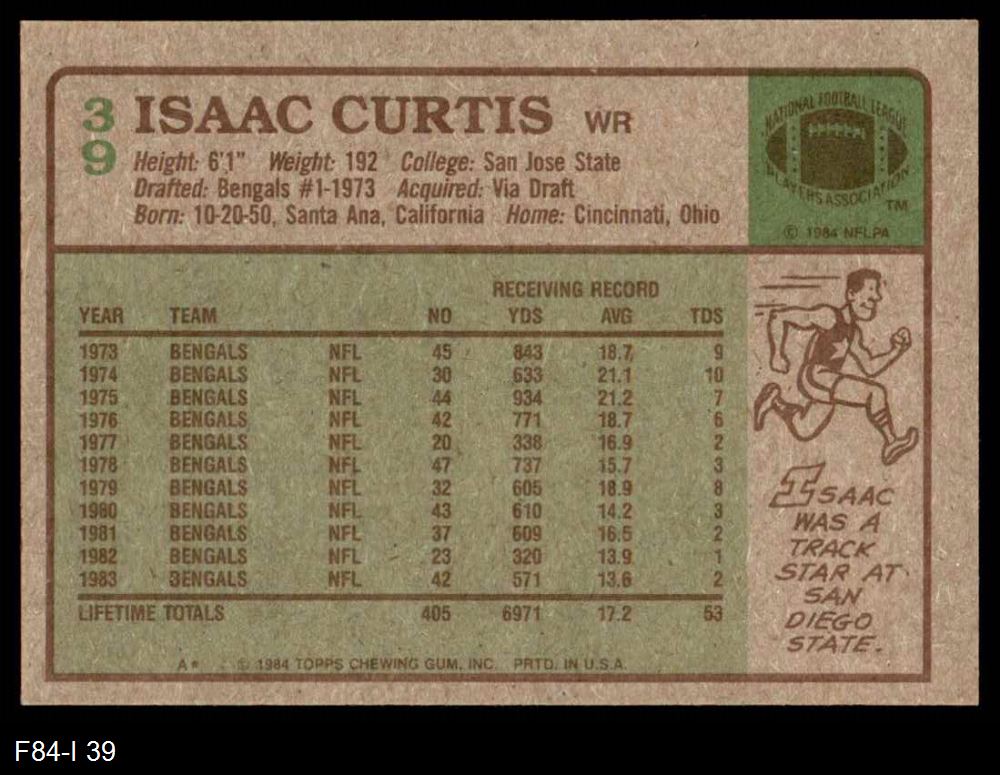 39 ISAAC CURTIS WR
Height: 6'1" Weight: 192 College: San Jose State
Drafted: Bengals #1-1973 Acquired: Via Draft
Born: 10-20-50, Santa Ana, California Home: Cincinnati, Ohio
NATIONAL FOOTBALL LEAGUE
PLAYERS ASSOCIATION
TM
© 1984 NFLPA
RECEIVING RECORD
YEAR TEAM NO YDS AVG TDS
1973 BENGALS NFL 45 843 18.7 9
1974 BENGALS NFL 30 633 21.1 10
1975 BENGALS NFL 44 934 21.2 7
1976 BENGALS NFL 42 771 18.7 6
1977 BENGALS NFL 20 338 16.9 2
1978 BENGALS NFL 47 737 15.7 3
1979 BENGALS NFL 32 605 18.9 8
1980 BENGALS NFL 43 610 14.2 3
1981 BENGALS NFL 37 609 16.5 2
1982 BENGALS NFL 23 320 13.9 1
1983 BENGALS NFL 42 571 13.6 2
LIFETIME TOTALS 405 6971 17.2 53
A* © 1984 TOPPS CHEWING GUM, INC. PRTD. IN U.S.A.
ISAAC
WAS A
TRACK
STAR AT
SAN
DIEGO
STATE.
F84-I 39